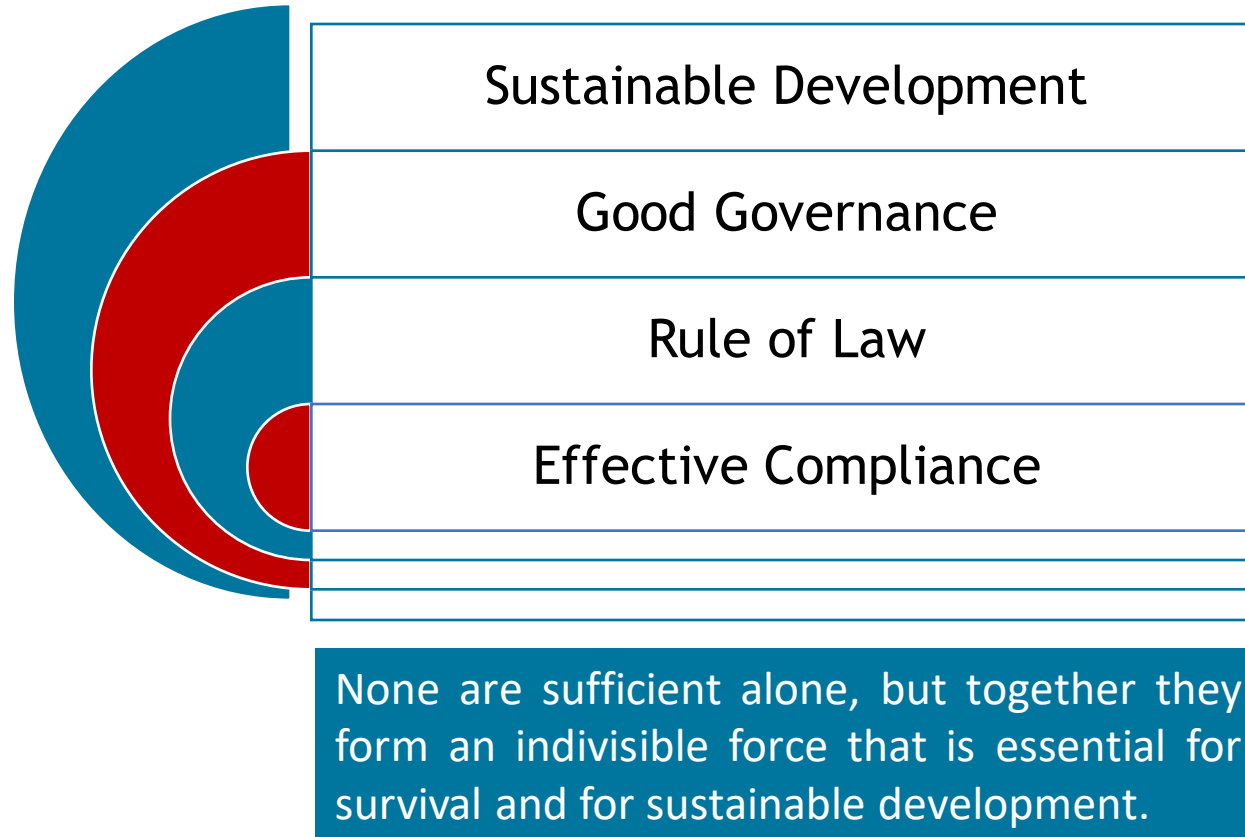 Sustainable Development
Good Governance
Rule of Law
Effective Compliance
None are sufficient alone, but together they
form an indivisible force that is essential for
survival and for sustainable development.